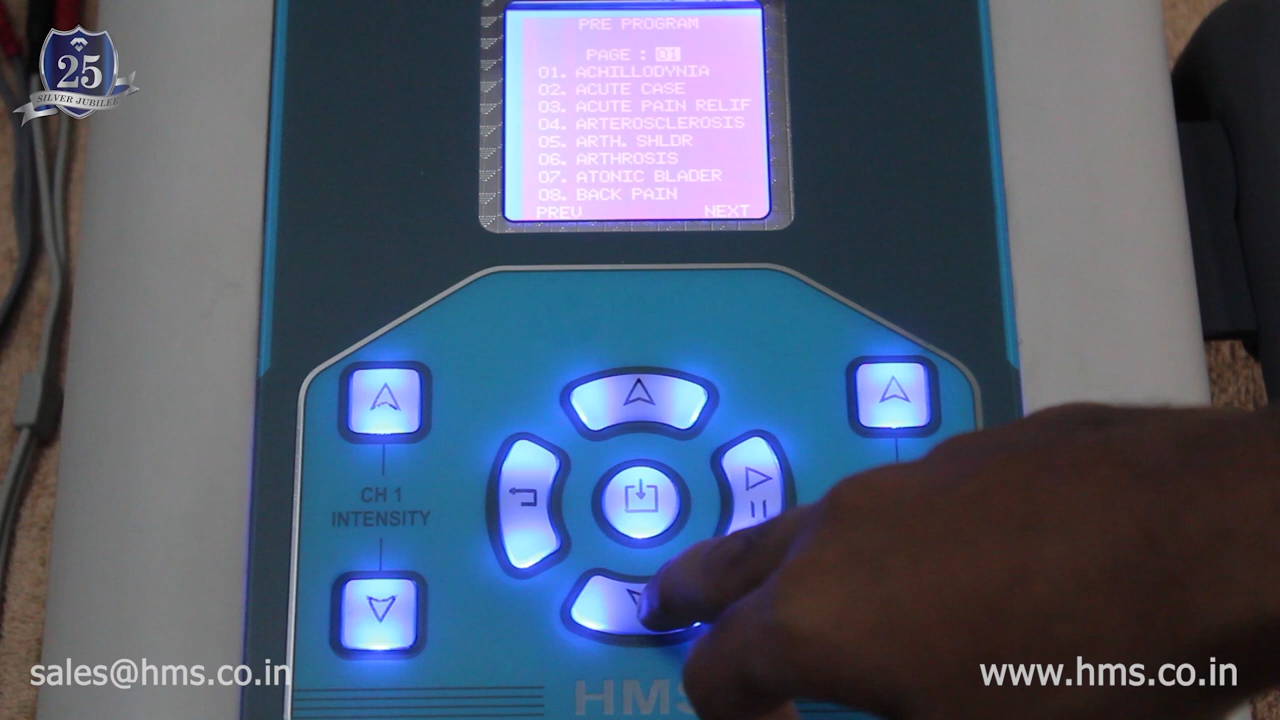 25
SILVER JUBILEE
PRE PROGRAM
PAGE : 01
01. ACHILLODYNIA
02. ACUTE CASE
03. ACUTE PAIN RELIF
04. ARTEROSCLEROSIS
05. ARTH. SHLDR
06. ARTHROSIS
07. ATONIC BLADER
08. BACK PAIN
PREV NEXT
CH 1
INTENSITY
HMS
sales@hms.co.in
www.hms.co.in